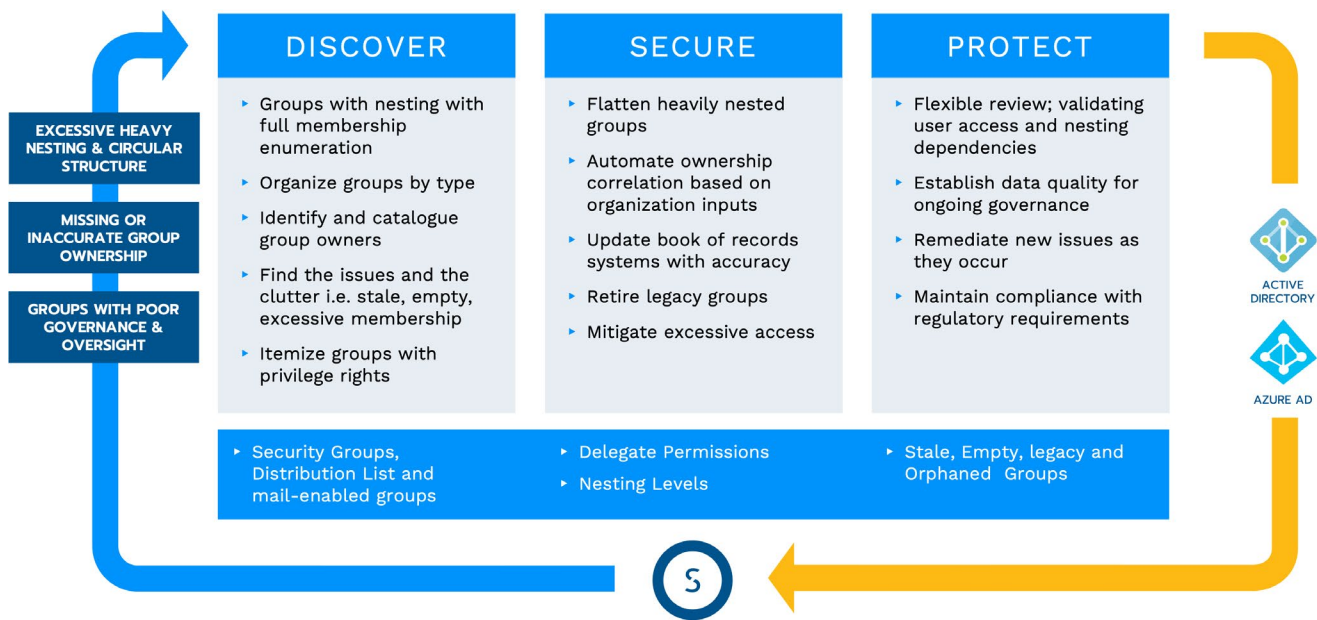 DISCOVER
SECURE
PROTECT
EXCESSIVE HEAVY
NESTING & CIRCULAR
STRUCTURE
MISSING OR
INACCURATE GROUP
OWNERSHIP
GROUPS WITH POOR
GOVERNANCE &
OVERSIGHT
Groups with nesting with
full membership
enumeration
Organize groups by type
Identify and catalogue
group owners
Find the issues and the
clutter i.e. stale, empty,
excessive membership
Itemize groups with
privilege rights
Flatten heavily nested
groups
Automate ownership
correlation based on
organization inputs
Update book of records
systems with accuracy
Retire legacy groups
Mitigate excessive access
Flexible review; validating
user access and nesting
dependencies
Establish data quality for
ongoing governance
Remediate new issues as
they occur
Maintain compliance with
regulatory requirements
ACTIVE
DIRECTORY
AZURE AD
Security Groups,
Distribution List and
mail-enabled groups
Delegate Permissions
Nesting Levels
Stale, Empty, legacy and
Orphaned Groups
S